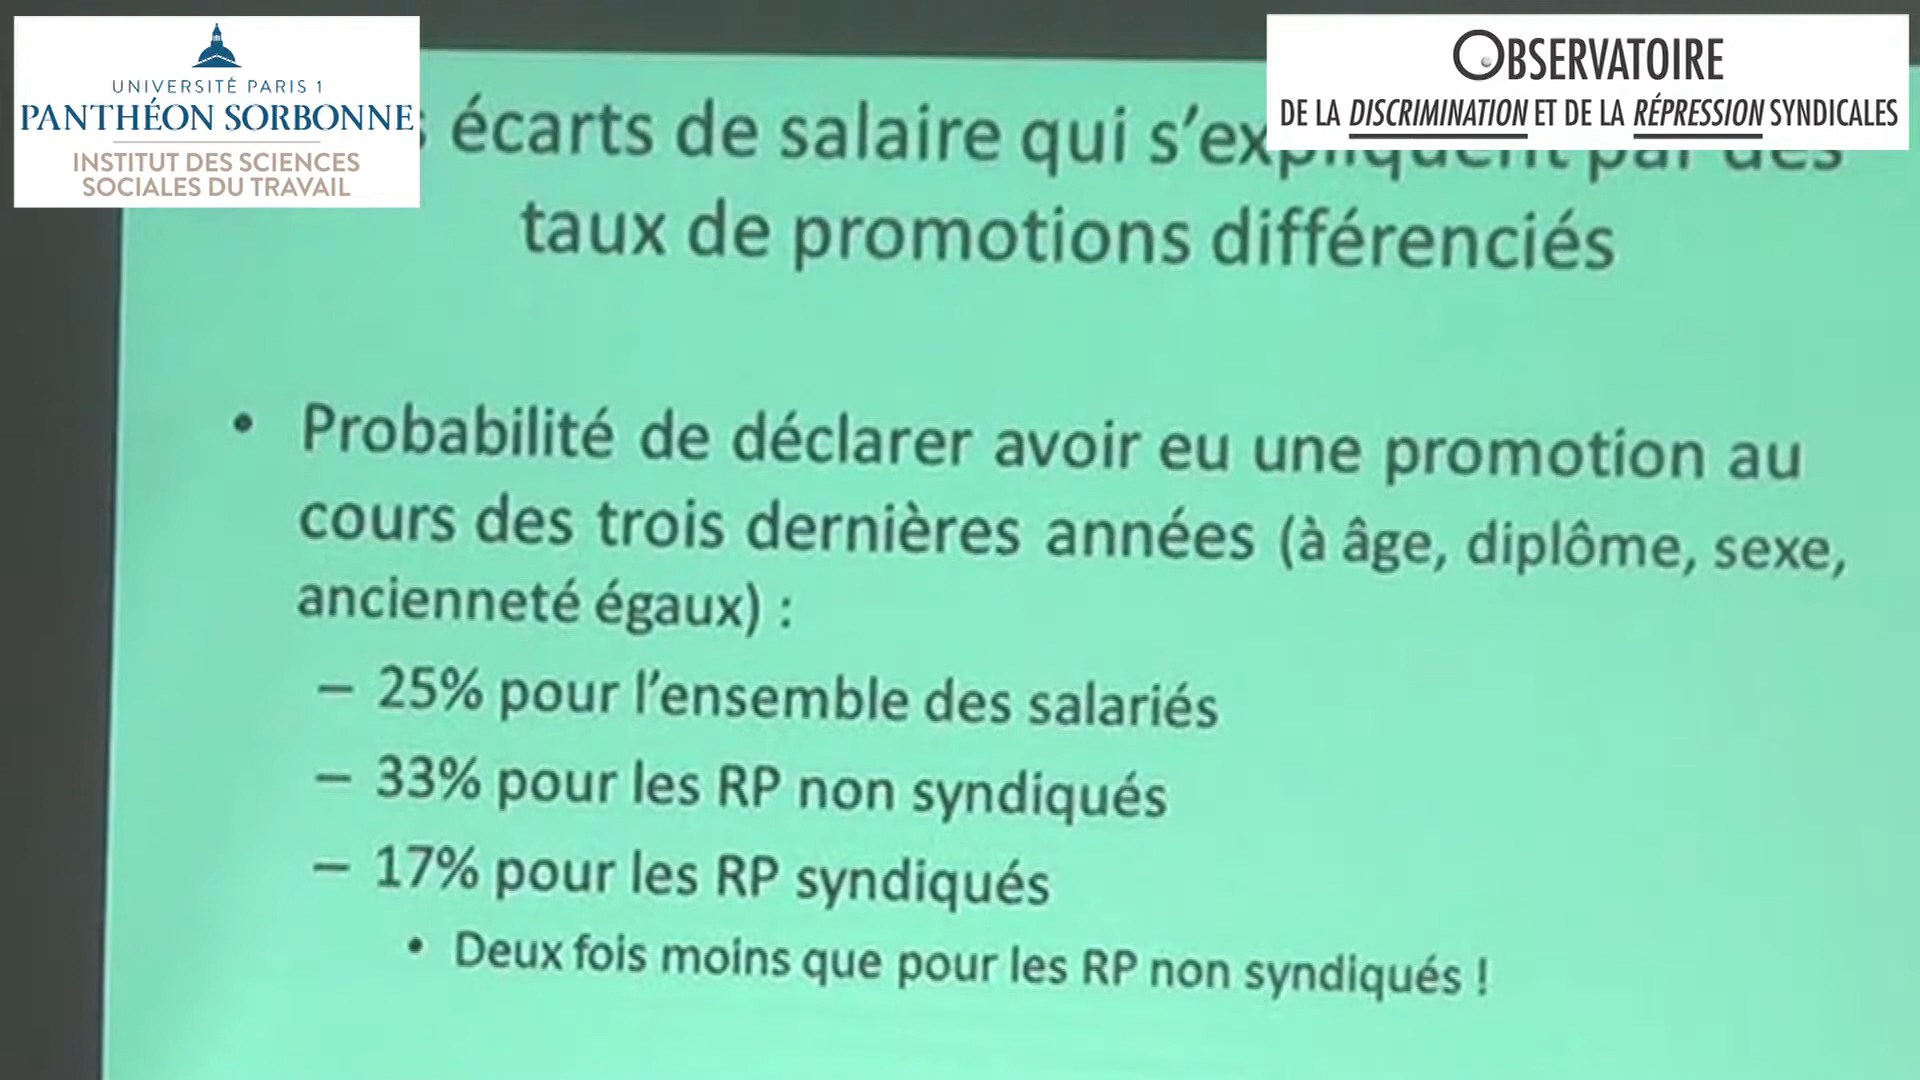 UNIVERSITÉ PARIS 1
PANTHÉON SORBONNE
INSTITUT DES SCIENCES
SOCIALES DU TRAVAIL
OBSERVATOIRE
DE LA DISCRIMINATION ET DE LA RÉPRESSION SYNDICALES
écarts de salaire qui s'expliquent par des
taux de promotions différenciés
• Probabilité de déclarer avoir eu une promotion au
cours des trois dernières années (à âge, diplôme, sexe,
ancienneté égaux) :
– 25% pour l'ensemble des salariés
– 33% pour les RP non syndiqués
– 17% pour les RP syndiqués
• Deux fois moins que pour les RP non syndiqués !